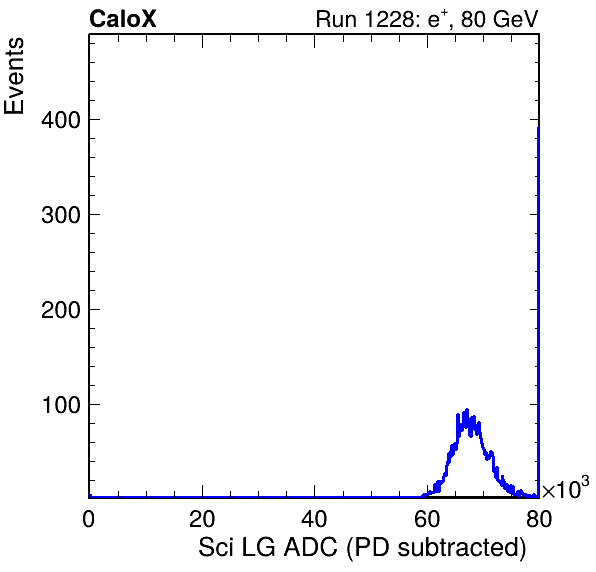 CaloX Run 1228: e⁺, 80 GeV
Events
400
300
200
100
0 20 40 60 80 ×10³
Sci LG ADC (PD subtracted)